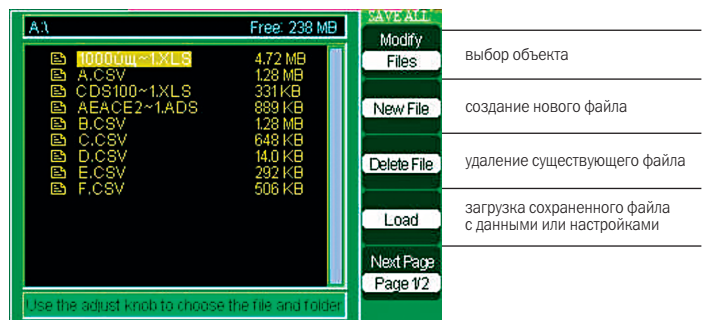 A:\ Free: 238 MB
SAVE ALL
1000Ищ~1.XLS 4.72 MB
A.CSV 1.28 MB
CDS100~1.XLS 331 KB
AEACE2~1.ADS 889 KB
B.CSV 1.28 MB
C.CSV 648 KB
D.CSV 14.0 KB
E.CSV 292 KB
F.CSV 506 KB
Use the adjust knob to choose the file and folder
Modify
Files
выбор объекта
New File
создание нового файла
Delete File
удаление существующего файла
Load
загрузка сохраненного файла
с данными или настройками
Next Page
Page 1/2